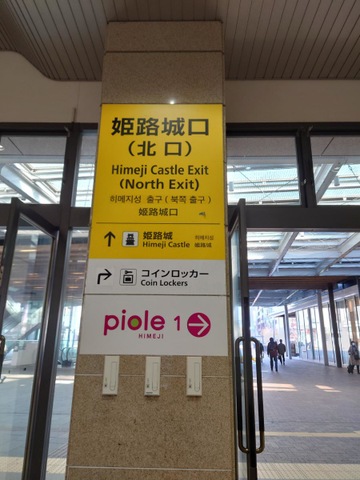 姫路城口
(北口)
Himeji Castle Exit
(North Exit)
히메지성 출구 (북쪽 출구)
姫路城口
姫路城 히메지성
Himeji Castle 姫路城
コインロッカー
Coin Lockers
piole 1
HIMEJI